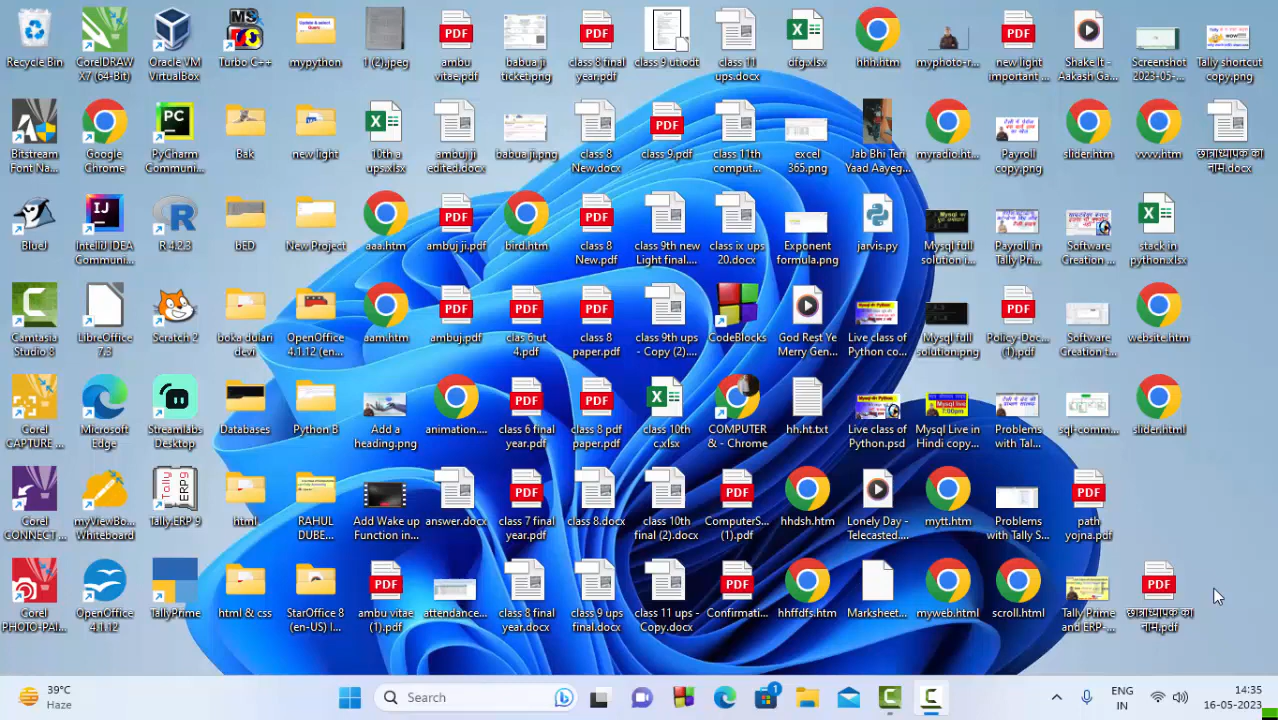 Recycle Bin
CorelDRAW X7 (64-Bit)
Oracle VM VirtualBox
Turbo C++
mypython
1 (2).jpeg
ambu vitae.pdf
babua ji ticket.png
class 8 final year.pdf
class 9 ut.odt
class 11 ups.docx
dfg.xlsx
hhh.htm
myphoto-r...
new light important ...
Shake It - Aakash Ga...
Screenshot 2023-05-...
Tally shortcut copy.png
Bitstream Font Na...
Google Chrome
PyCharm Communi...
Bak
new light
10th a ups.xlsx
ambuj ji edited.docx
babua ji.png
class 8 New.docx
class 9.pdf
class 11th comput...
excel 365.png
Jab Bhi Teri Yaad Aayeg...
myradio.ht...
Payroll copy.png
slider.htm
vvvv.htm
छात्राध्यापक का नाम.docx
BlueJ
IntelliJ IDEA Communi...
R 4.2.3
bED
New Project
aaa.htm
ambuj ji.pdf
bird.htm
class 8 New.pdf
class 9th new Light final....
class ix ups 20.docx
Exponent formula.png
jarvis.py
Mysql full solution i...
Payroll in Tally Pri...
Software Creation ...
stack in python.xlsx
Camtasia Studio 8
LibreOffice 7.3
Scratch 2
boka dulari devi
OpenOffice 4.1.12 (en...
aam.htm
ambuj.pdf
clas 6 ut 4.pdf
class 8 paper.pdf
class 9th ups - Copy (2)....
CodeBlocks
God Rest Ye Merry Gen...
Live class of Python co...
Mysql full solution.png
Policy-Doc... (1).pdf
Software Creation t...
website.htm
Corel CAPTURE ...
Microsoft Edge
Streamlabs Desktop
Databases
Python B
Add a heading.png
animation....
class 6 final year.pdf
class 8 pdf paper.pdf
class 10th c.xlsx
COMPUTER & - Chrome
hh.ht.txt
Live class of Python.psd
Mysql Live in Hindi copy...
Problems with Tal...
sql-comm...
slider.html
Corel CONNECT ...
myViewBo... Whiteboard
Tally.ERP 9
html
RAHUL DUBE...
Add Wake up Function in...
answer.docx
class 7 final year.pdf
class 8.docx
class 10th final (2).docx
ComputerS... (1).pdf
hhdsh.htm
Lonely Day - Telecasted....
mytt.htm
Problems with Tally S...
path yojna.pdf
Corel PHOTO-PAI...
OpenOffice 4.1.12
TallyPrime
html & css
StarOffice 8 (en-US) I...
ambu vitae (1).pdf
attendance...
class 8 final year.docx
class 9 ups final.docx
class 11 ups - Copy.docx
Confirmati...
hhffdfs.htm
Marksheet...
myweb.html
scroll.html
TallyPrime and ERP-...
छात्राध्यापक का नाम.pdf
39°C
Haze
Search
ENG
IN
14:35
16-05-2023